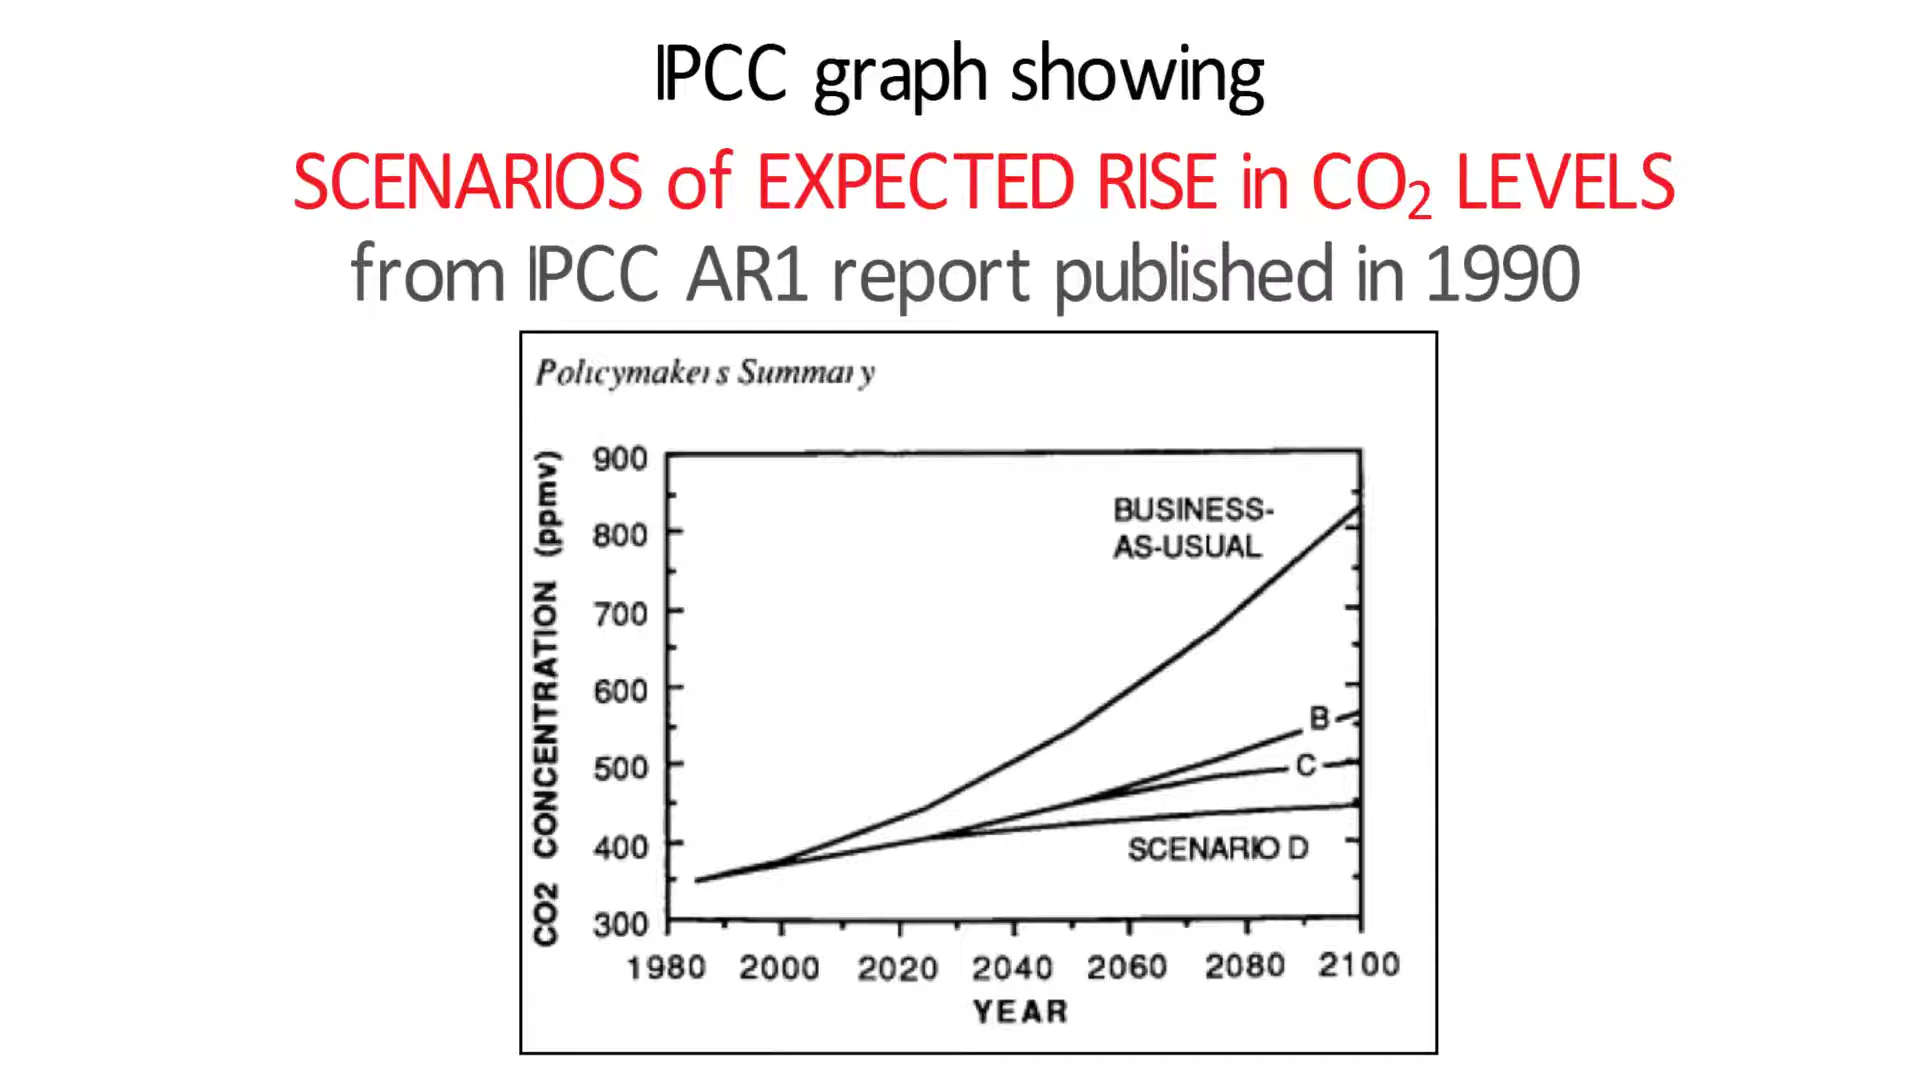 IPCC graph showing
SCENARIOS of EXPECTED RISE in CO₂ LEVELS
from IPCC AR1 report published in 1990
Policymakers Summary
CO2 CONCENTRATION (ppmv)
900
800
700
600
500
400
300
BUSINESS-
AS-USUAL
B
C
SCENARIO D
1980 2000 2020 2040 2060 2080 2100
YEAR